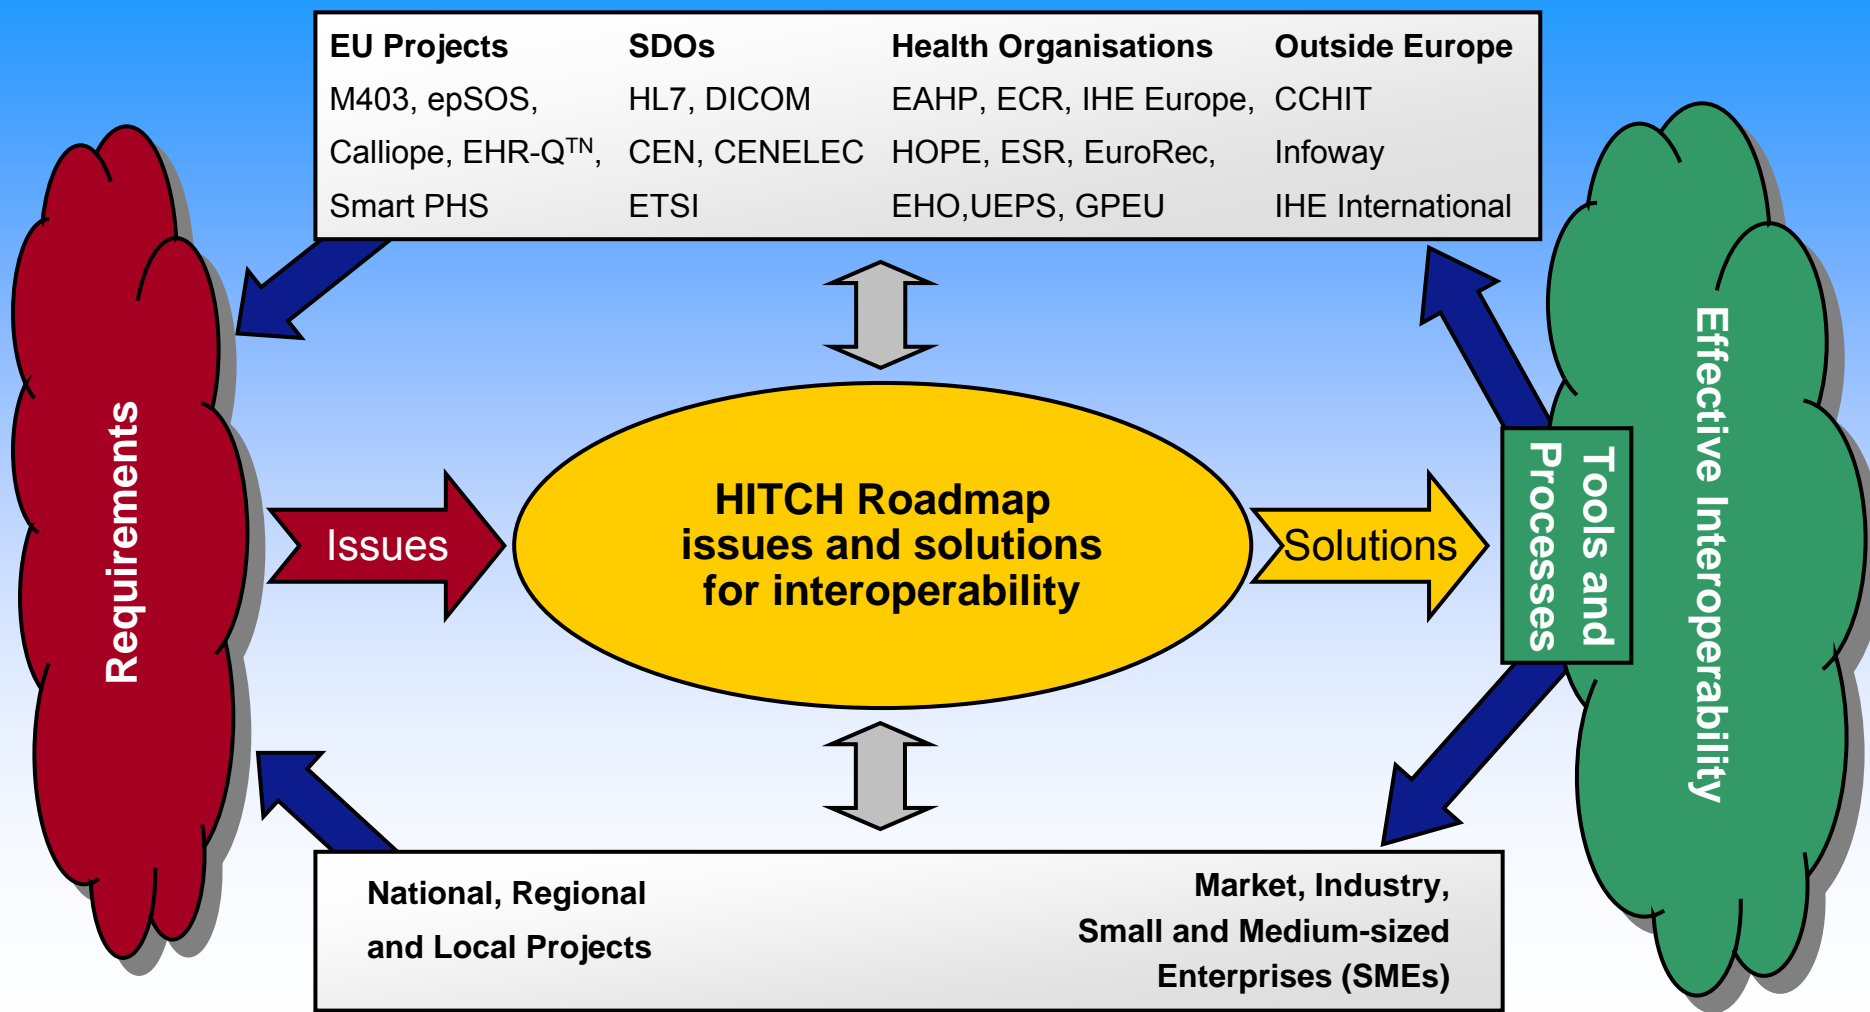 EU Projects
M403, epSOS,
Calliope, EHR-Qᵀᴺ,
Smart PHS
SDOs
HL7, DICOM
CEN, CENELEC
ETSI
Health Organisations
EAHP, ECR, IHE Europe,
HOPE, ESR, EuroRec,
EHO,UEPS, GPEU
Outside Europe
CCHIT
Infoway
IHE International
Requirements
Issues
HITCH Roadmap
issues and solutions
for interoperability
Solutions
Tools and
Processes
Effective Interoperability
National, Regional
and Local Projects
Market, Industry,
Small and Medium-sized
Enterprises (SMEs)